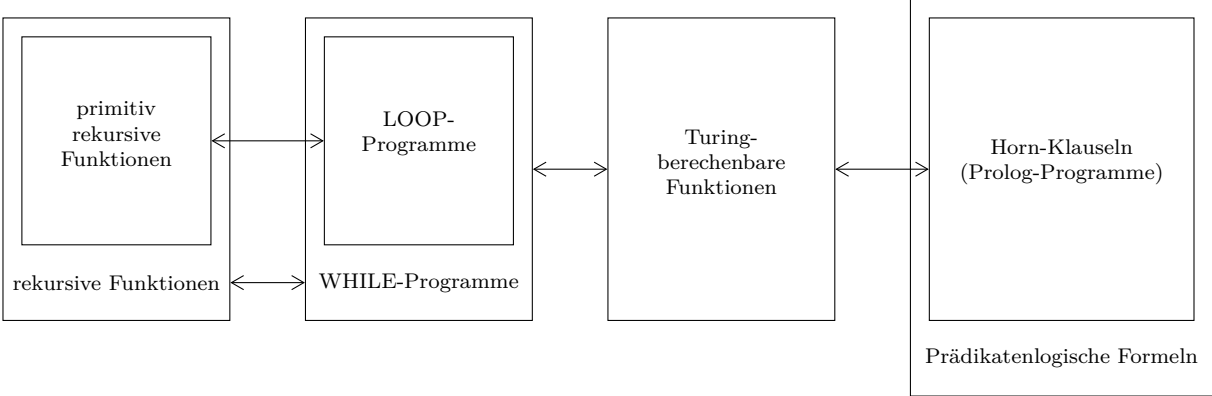 primitiv
rekursive
Funktionen
rekursive Funktionen
LOOP-
Programme
WHILE-Programme
Turing-
berechenbare
Funktionen
Horn-Klauseln
(Prolog-Programme)
Prädikatenlogische Formeln